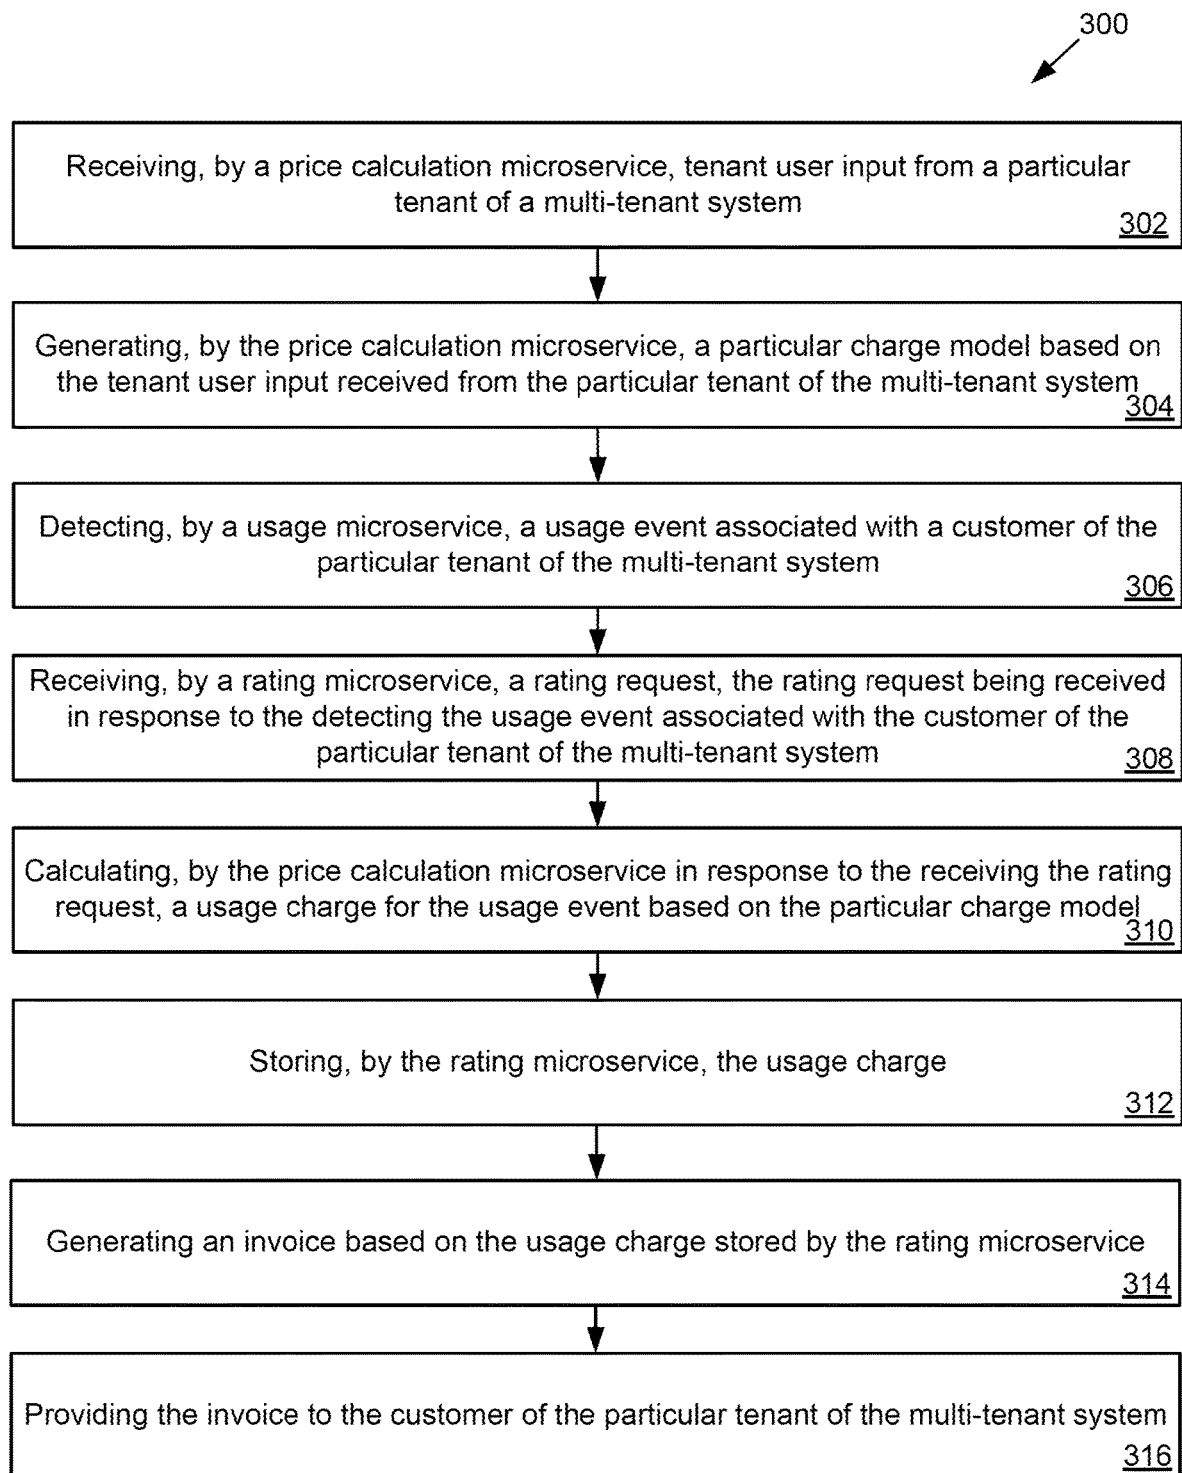 300
Receiving, by a price calculation microservice, tenant user input from a particular
tenant of a multi-tenant system
302
Generating, by the price calculation microservice, a particular charge model based on
the tenant user input received from the particular tenant of the multi-tenant system
304
Detecting, by a usage microservice, a usage event associated with a customer of the
particular tenant of the multi-tenant system
306
Receiving, by a rating microservice, a rating request, the rating request being received
in response to the detecting the usage event associated with the customer of the
particular tenant of the multi-tenant system
308
Calculating, by the price calculation microservice in response to the receiving the rating
request, a usage charge for the usage event based on the particular charge model
310
Storing, by the rating microservice, the usage charge
312
Generating an invoice based on the usage charge stored by the rating microservice
314
Providing the invoice to the customer of the particular tenant of the multi-tenant system
316